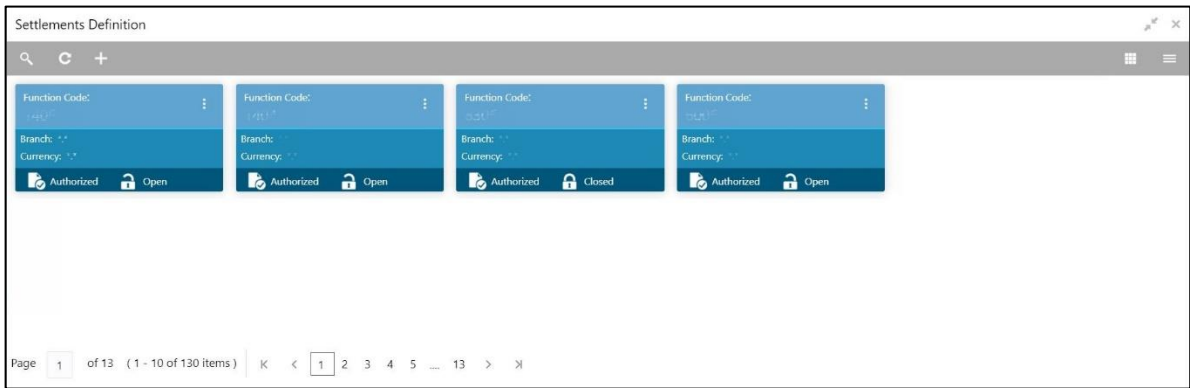 Settlements Definition
Function Code:
Branch: *.*
Currency: *.*
Authorized Open
Function Code:
Branch:
Currency:
Authorized Open
Function Code:
Branch:
Currency:
Authorized Closed
Function Code:
Branch:
Currency:
Authorized Open
Page 1 of 13 ( 1 - 10 of 130 items ) 1 2 3 4 5 ... 13